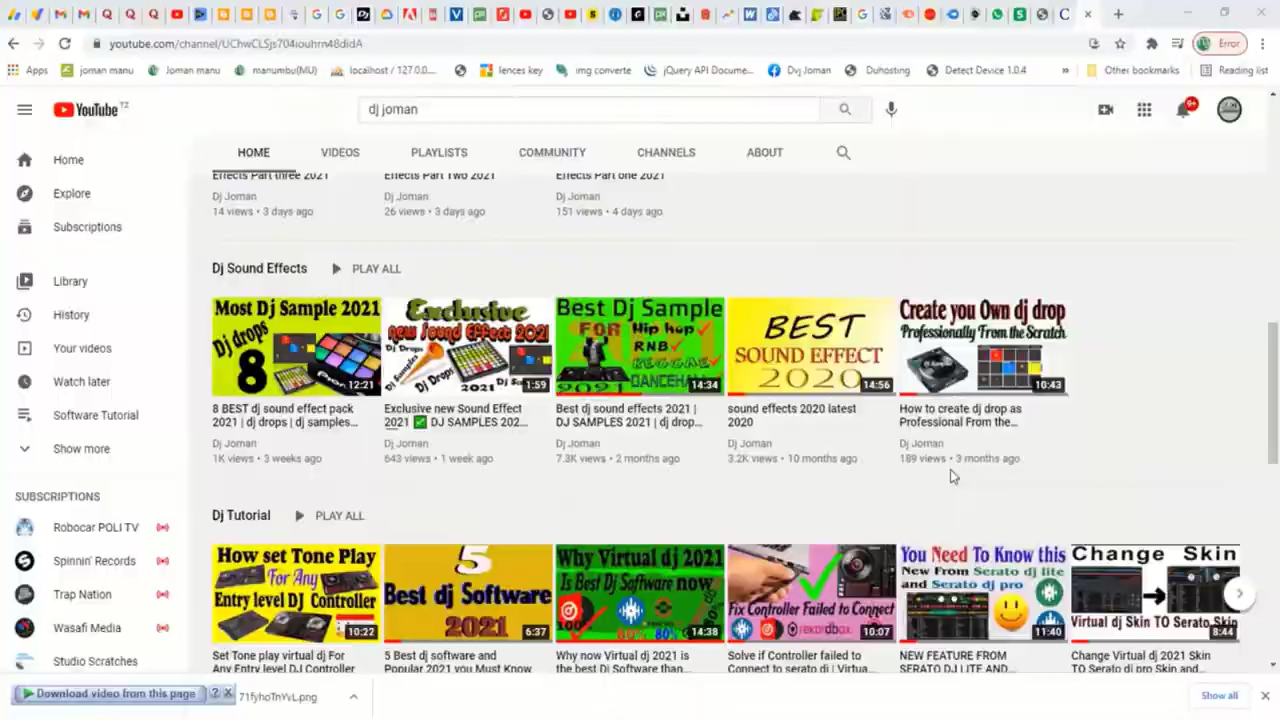 youtube.com/channel/UChwCLSjs704iouhrn48didA
Error
Apps
joman manu
Joman manu
manumbu(MU)
localhost / 127.0.0....
lences key
img converte
jQuery API Docume...
Dvj Joman
Duhosting
Detect Device 1.0.4
»
Other bookmarks
Reading list
YouTube TZ
dj joman
9+
HOME
VIDEOS
PLAYLISTS
COMMUNITY
CHANNELS
ABOUT
Home
Explore
Subscriptions
Library
History
Your videos
Watch later
Software Tutorial
Show more
SUBSCRIPTIONS
Robocar POLI TV
Spinnin' Records
Trap Nation
Wasafi Media
Studio Scratches
Effects Part three 2021
Dj Joman
14 views • 3 days ago
Effects Part Two 2021
Dj Joman
26 views • 3 days ago
Effects Part one 2021
Dj Joman
151 views • 4 days ago
Dj Sound Effects
PLAY ALL
Most Dj Sample 2021
Dj drops
8
12:21
8 BEST dj sound effect pack
2021 | dj drops | dj samples...
Dj Joman
1K views • 3 weeks ago
Exclusive
new Sound Effect 2021
Dj Drops
Dj Drops
2021
1:59
Exclusive new Sound Effect
2021 ✅ DJ SAMPLES 202...
Dj Joman
643 views • 1 week ago
Best Dj Sample
FOR
Hip hop
RNB
REGGAE
DANCEHALL
2021
14:34
Best dj sound effects 2021 |
DJ SAMPLES 2021 | dj drop...
Dj Joman
7.3K views • 2 months ago
BEST
SOUND EFFECT
2020
14:56
sound effects 2020 latest
2020
Dj Joman
3.2K views • 10 months ago
Create you Own dj drop
Professionally From the Scratch
10:43
How to create dj drop as
Professional From the...
Dj Joman
189 views • 3 months ago
Dj Tutorial
PLAY ALL
How set Tone Play
For Any
Entry level DJ Controller
10:22
Set Tone play virtual dj For
Any Entry level DJ Controller
5
Best dj Software
2021
6:37
5 Best dj software and
Popular 2021 you Must Know
Why Virtual dj 2021
Is Best Dj Software now
100%
80%
14:38
Why now Virtual 2021 is
the best Dj Software than
Fix Controller Failed to Connect
rekordbox
10:07
Solve if Controller failed to
Connect to serato dj | Virtua
You Need To Know this
New From Serato dj lite
and Serato dj pro
11:40
NEW FEATURE FROM
SERATO DJ LITE AND
Change Skin
Virtual dj Skin TO Serato Skin
8:44
Change Virtual dj 2021 Skin
TO Serato dj pro Skin and
Download video from this page
?
71fyhoTnYvL.png
Show all